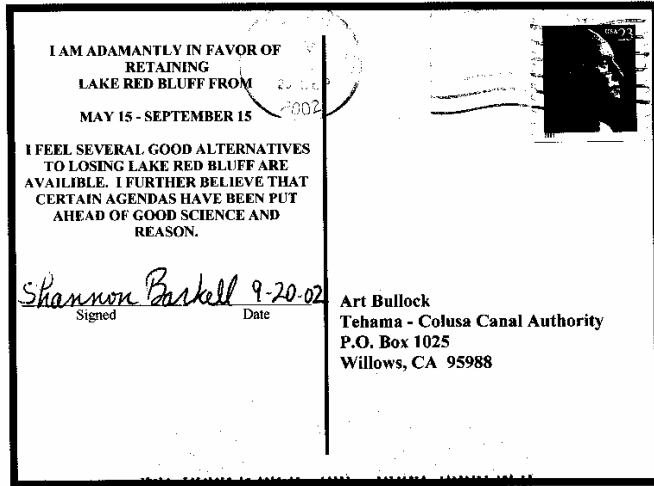 I AM ADAMANTLY IN FAVOR OF
RETAINING
LAKE RED BLUFF FROM
MAY 15 - SEPTEMBER 15
I FEEL SEVERAL GOOD ALTERNATIVES
TO LOSING LAKE RED BLUFF ARE
AVAILIBLE. I FURTHER BELIEVE THAT
CERTAIN AGENDAS HAVE BEEN PUT
AHEAD OF GOOD SCIENCE AND
REASON.
Shannon Barkell 9-20-02
Signed Date
2002
USA 23
Art Bullock
Tehama - Colusa Canal Authority
P.O. Box 1025
Willows, CA 95988